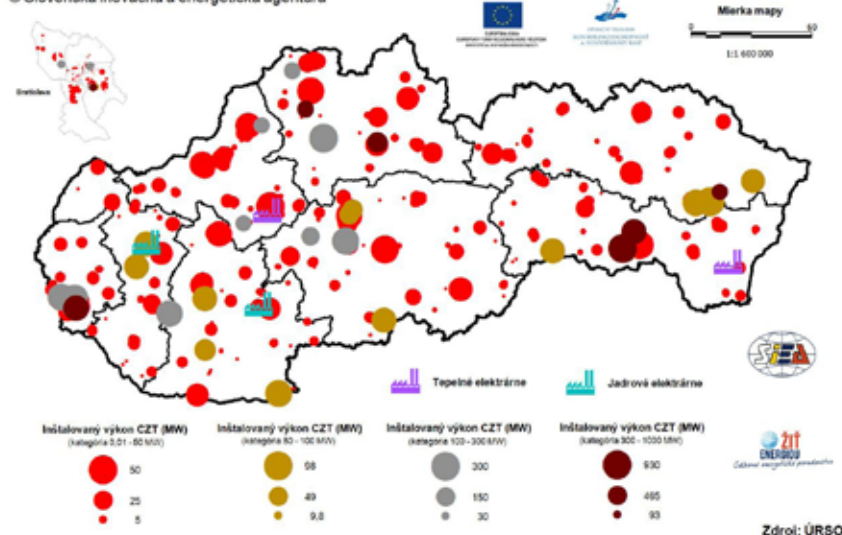 © Slovenská inovačná a energetická agentúra
Mierka mapy
0
60
1:1 600 000
Bratislava
Tepelné elektrárne
Jadrové elektrárne
SIEA
Inštalovaný výkon CZT (MW)
(kategória 0,01 - 50 MW)
50
25
5
Inštalovaný výkon CZT (MW)
(kategória 50 - 100 MW)
98
49
9,8
Inštalovaný výkon CZT (MW)
(kategória 100 - 300 MW)
300
150
30
Inštalovaný výkon CZT (MW)
(kategória 300 - 1000 MW)
930
465
93
ŽIŤ
ENERGIOU
Zdroj: ÚRSO